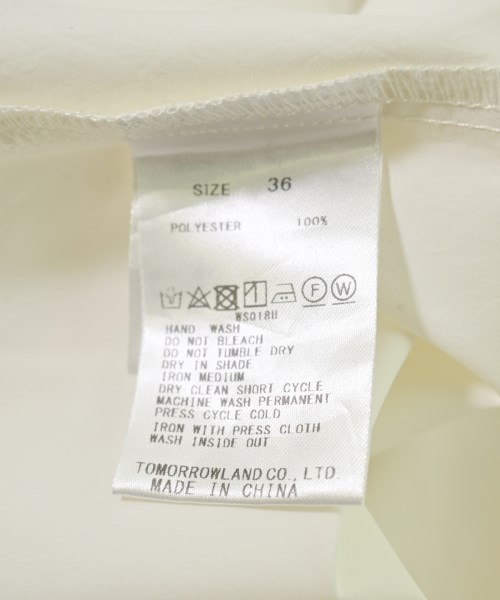 SIZE 36
POLYESTER 100%
F W
WS018U
HAND WASH
DO NOT BLEACH
DO NOT TUMBLE DRY
DRY IN SHADE
IRON MEDIUM
DRY CLEAN SHORT CYCLE
MACHINE WASH PERMANENT
PRESS CYCLE COLD
IRON WITH PRESS CLOTH
WASH INSIDE OUT
TOMORROWLAND CO., LTD.
MADE IN CHINA